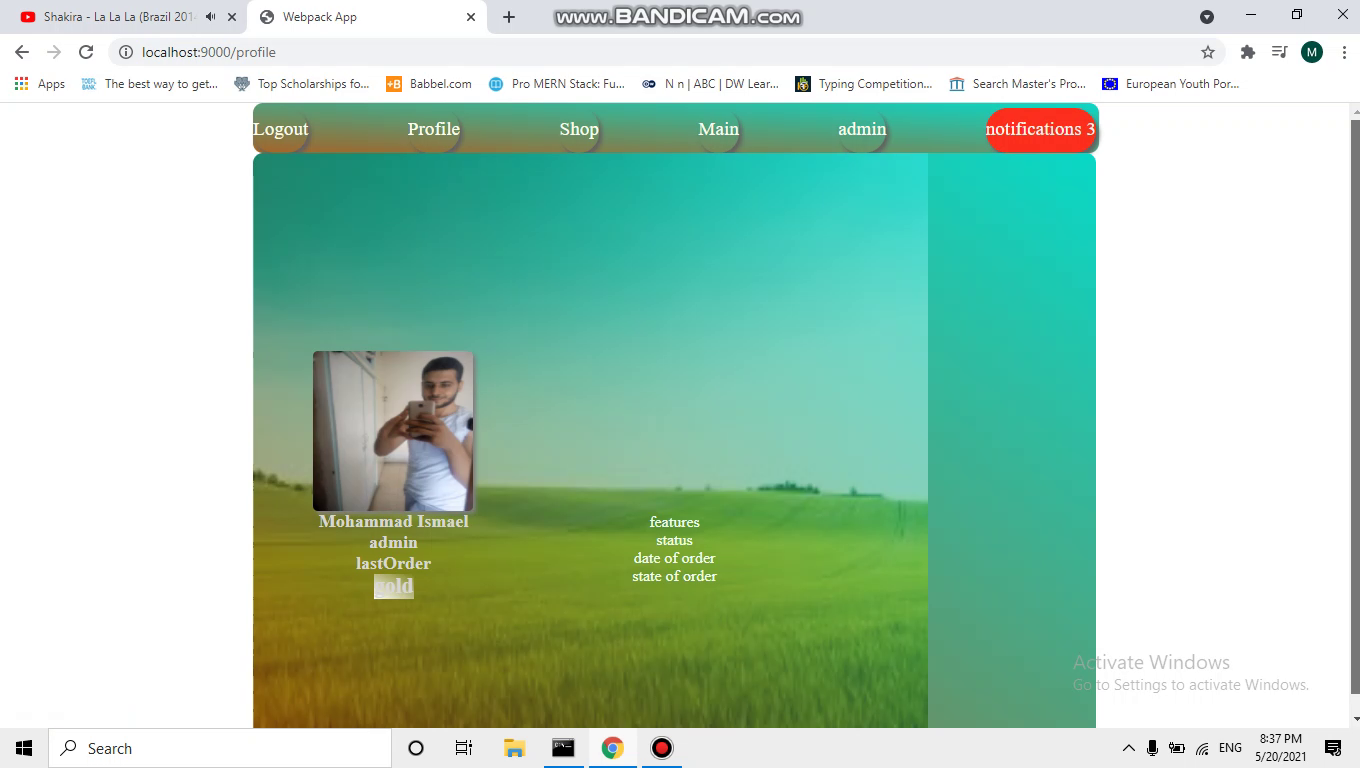 Shakira - La La La (Brazil 201
Webpack App
www.BANDICAM.com
localhost:9000/profile
M
Apps
TOEFL BANK
The best way to get...
Top Scholarships fo...
+B
Babbel.com
Pro MERN Stack: Fu...
N n | ABC | DW Lear...
Typing Competition...
Search Master's Pro...
European Youth Por...
Logout
Profile
Shop
Main
admin
notifications 3
Mohammad Ismael
admin
lastOrder
gold
features
status
date of order
state of order
Activate Windows
Go to Settings to activate Windows.
Search
ENG
8:37 PM
5/20/2021